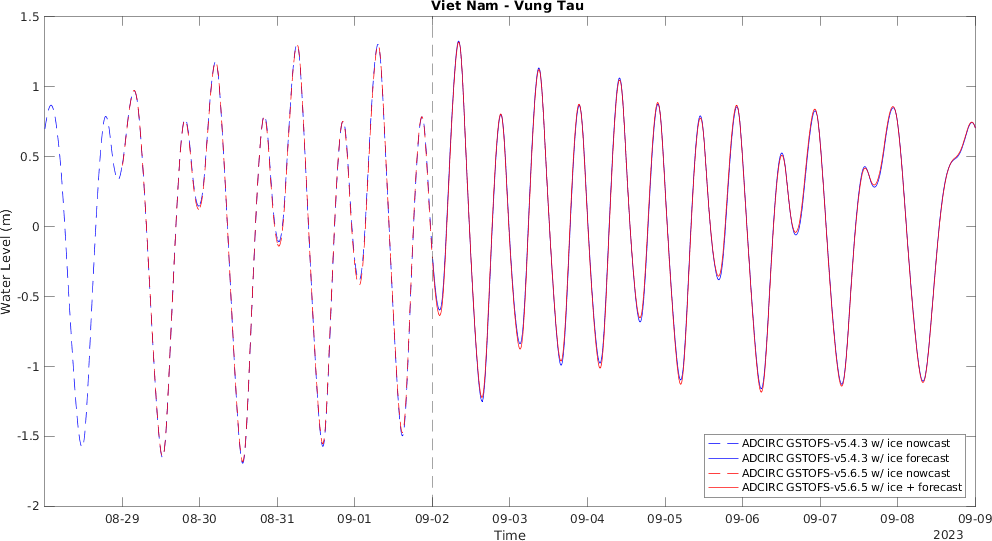 Viet Nam - Vung Tau
1.5
1
0.5
0
-0.5
-1
-1.5
-2
Water Level (m)
ADCIRC GSTOFS-v5.4.3 w/ ice nowcast
ADCIRC GSTOFS-v5.4.3 w/ ice forecast
ADCIRC GSTOFS-v5.6.5 w/ ice nowcast
ADCIRC GSTOFS-v5.6.5 w/ ice + forecast
08-29 08-30 08-31 09-01 09-02 09-03 09-04 09-05 09-06 09-07 09-08 09-09
Time
2023